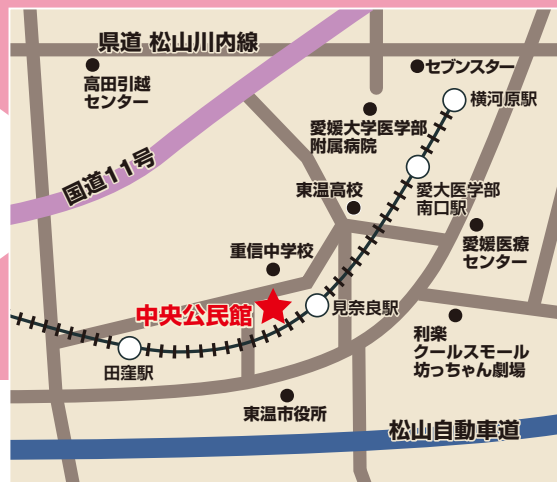 県道 松山川内線
セブンスター
高田引越
センター
横河原駅
愛媛大学医学部
附属病院
国道11号
東温高校
愛大医学部
南口駅
重信中学校
愛媛医療
センター
中央公民館
見奈良駅
利楽
クールスモール
坊っちゃん劇場
田窪駅
東温市役所
松山自動車道